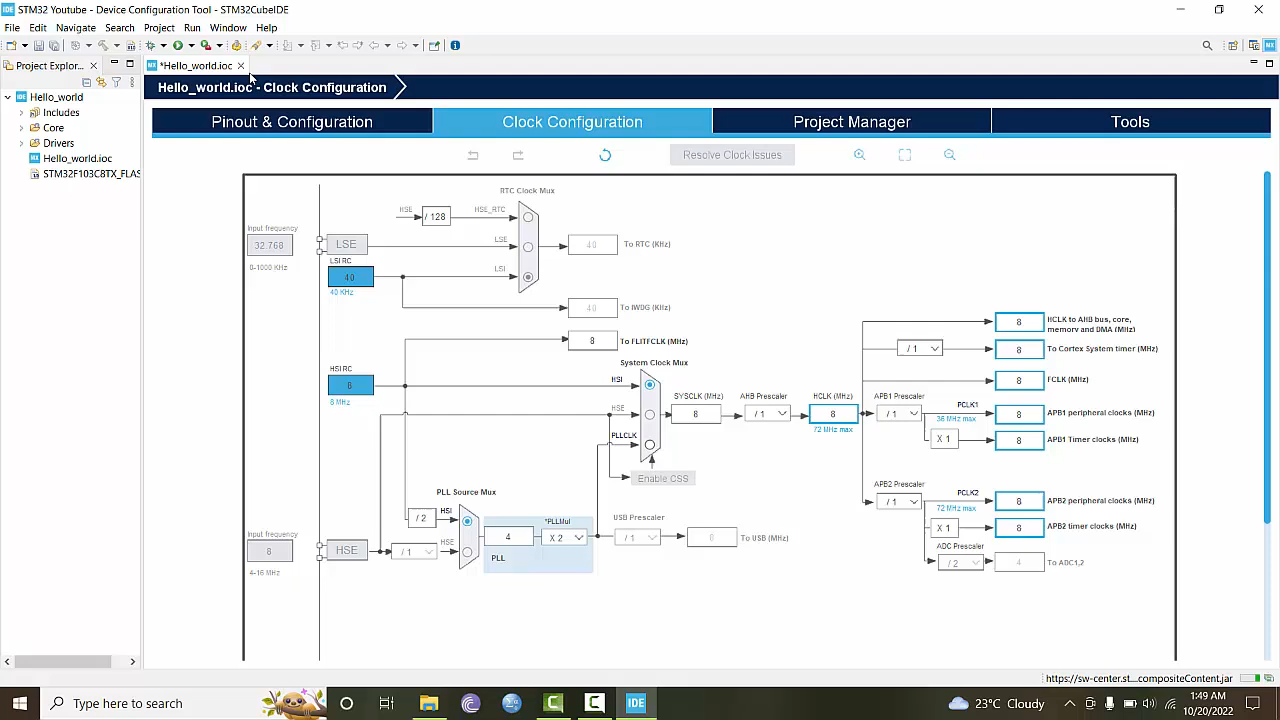 STM32 Youtube - Device Configuration Tool - STM32CubeIDE
File Edit Navigate Search Project Run Window Help
Project Explor...
*Hello_world.ioc
Hello_world.ioc - Clock Configuration
Hello_world
Includes
Core
Drivers
Hello_world.ioc
STM32F103C8TX_FLAS
Pinout & Configuration
Clock Configuration
Project Manager
Tools
Resolve Clock Issues
RTC Clock Mux
HSE
/ 128
HSE_RTC
Input frequency
32.768
0-1000 KHz
LSE
LSE
40
To RTC (KHz)
LSI RC
40
40 KHz
LSI
40
To IWDG (KHz)
8
To FLITFCLK (MHz)
System Clock Mux
HSI RC
8
8 MHz
HSI
HSE
PLLCLK
SYSCLK (MHz)
8
AHB Prescaler
/ 1
HCLK (MHz)
8
72 MHz max
Enable CSS
8
HCLK to AHB bus, core,
memory and DMA (MHz)
/ 1
8
To Cortex System timer (MHz)
8
FCLK (MHz)
APB1 Prescaler
/ 1
PCLK1
36 MHz max
8
APB1 peripheral clocks (MHz)
X 1
8
APB1 Timer clocks (MHz)
APB2 Prescaler
/ 1
PCLK2
72 MHz max
8
APB2 peripheral clocks (MHz)
X 1
8
APB2 timer clocks (MHz)
ADC Prescaler
/ 2
4
To ADC1,2
PLL Source Mux
/ 2
HSI
HSE
*PLLMul
4
X 2
PLL
USB Prescaler
/ 1
0
To USB (MHz)
Input frequency
8
4-16 MHz
HSE
/ 1
https://sw-center.st...compositeContent.jar
Type here to search
IDE
23°C Cloudy
1:49 AM
10/20/2022